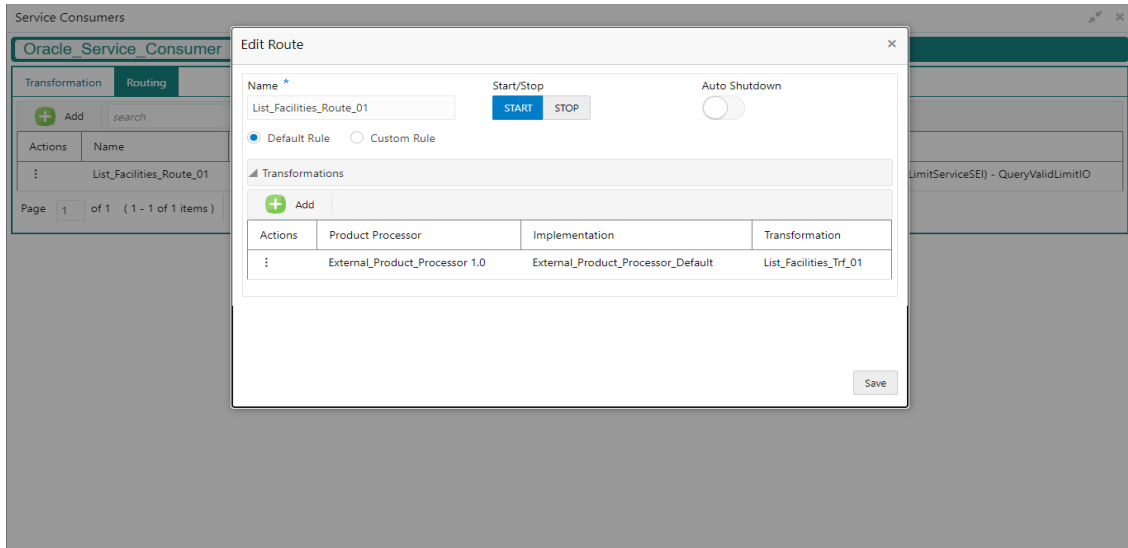 Service Consumers
Oracle_Service_Consumer
Transformation Routing
Add search
Actions Name
List_Facilities_Route_01 LimitServiceSEI) - QueryValidLimitIO
Page 1 of 1 (1 - 1 of 1 items)
Edit Route
Name * Start/Stop Auto Shutdown
List_Facilities_Route_01 START STOP
Default Rule Custom Rule
Transformations
Add
Actions Product Processor Implementation Transformation
External_Product_Processor 1.0 External_Product_Processor_Default List_Facilities_Trf_01
Save